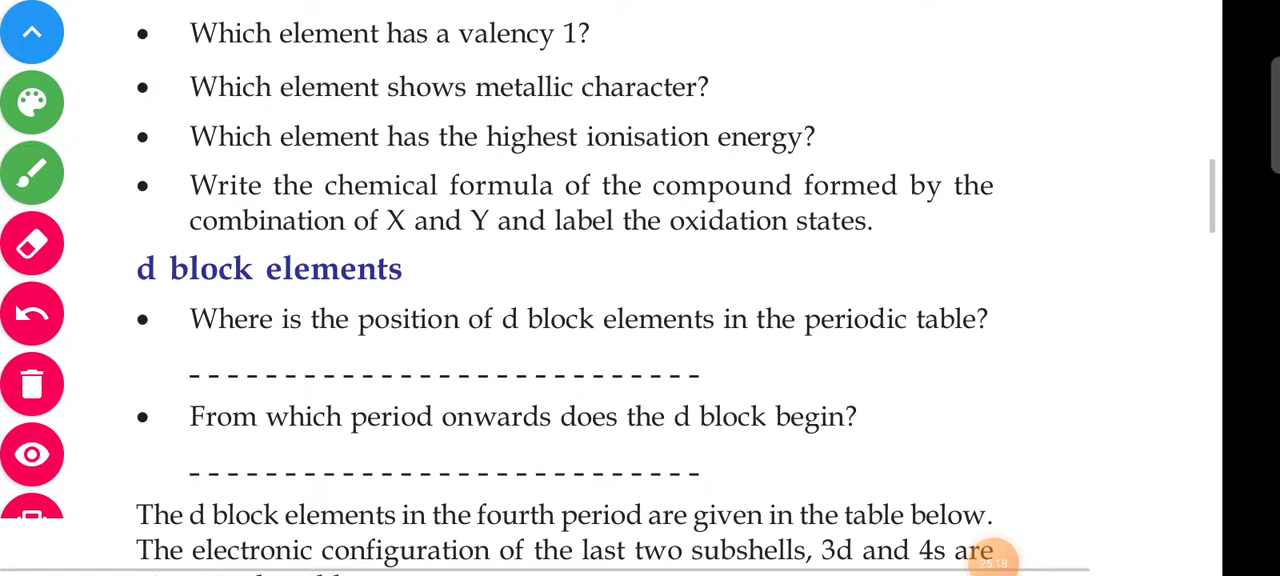 • Which element has a valency 1?
• Which element shows metallic character?
• Which element has the highest ionisation energy?
• Write the chemical formula of the compound formed by the
combination of X and Y and label the oxidation states.
d block elements
• Where is the position of d block elements in the periodic table?
• From which period onwards does the d block begin?
The d block elements in the fourth period are given in the table below.
The electronic configuration of the last two subshells, 3d and 4s are
25:18